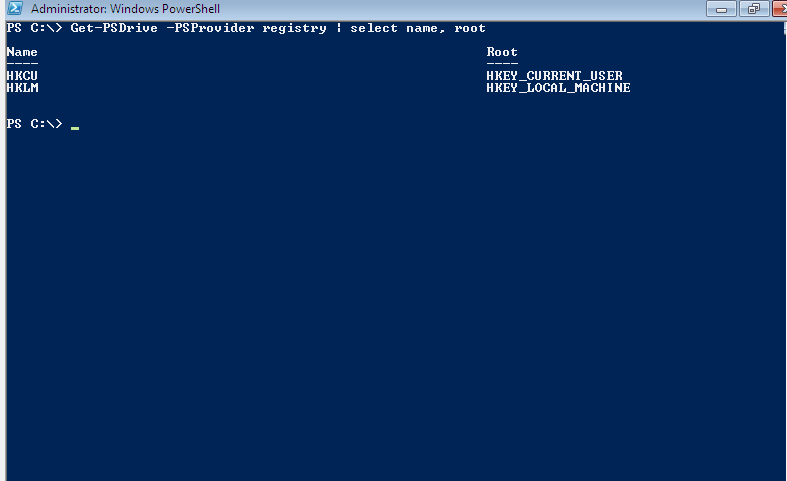 Administrator: Windows PowerShell
PS C:\> Get-PSDrive -PSProvider registry | select name, root
Name Root
---- ----
HKCU HKEY_CURRENT_USER
HKLM HKEY_LOCAL_MACHINE
PS C:\> _